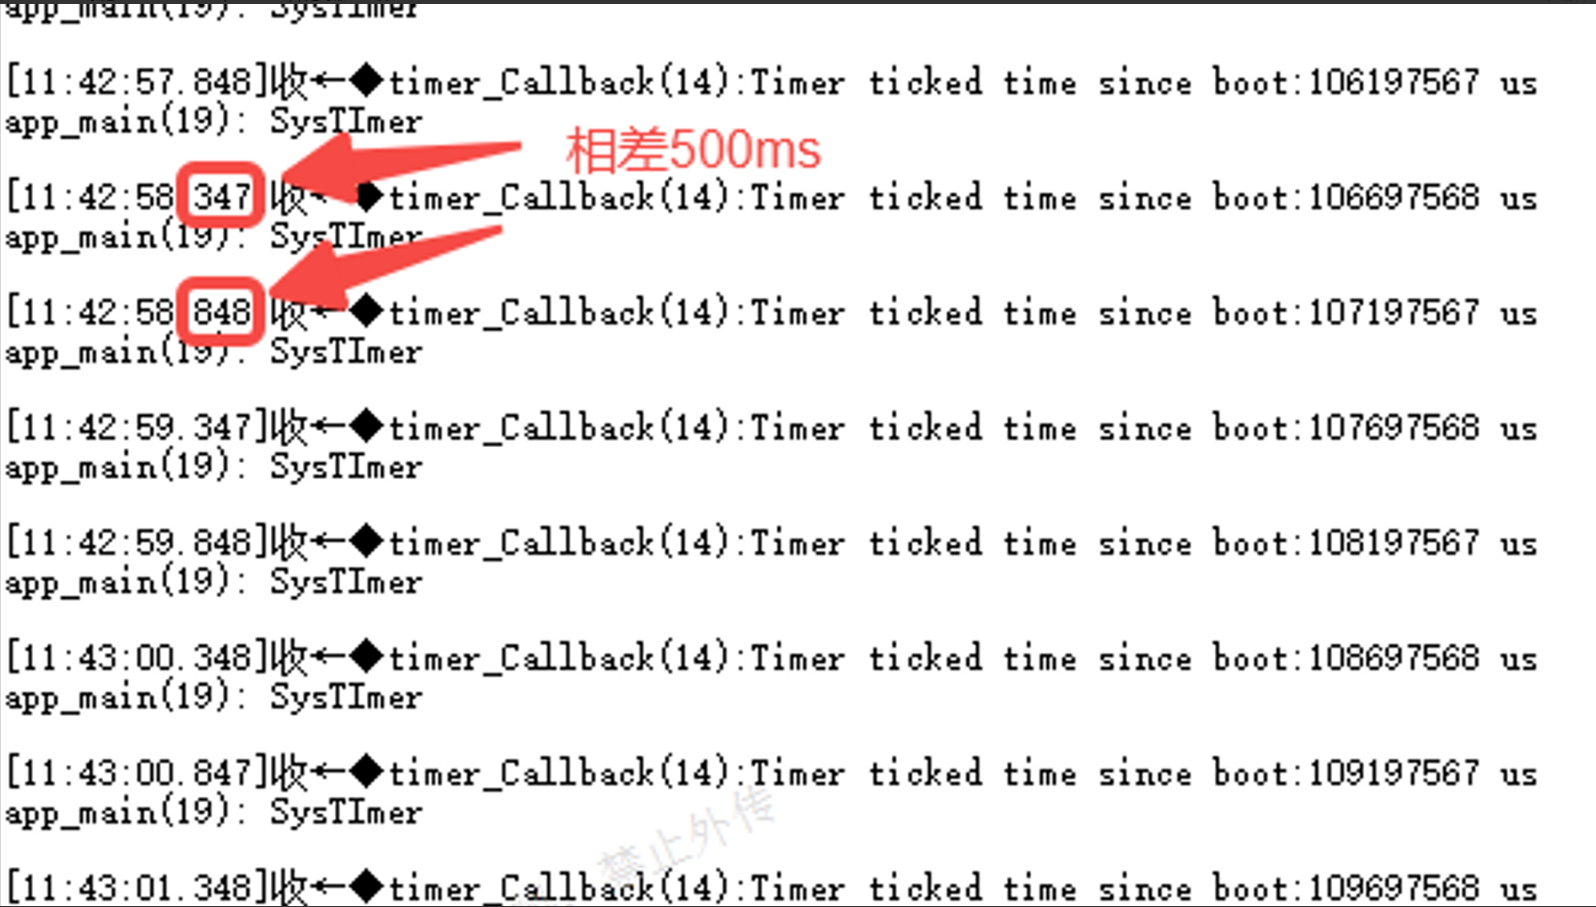 app_main(19): SysTImer
[11:42:57.848]收←◆timer_Callback(14):Timer ticked time since boot:106197567 us
app_main(19): SysTImer
相差500ms
[11:42:58 347 收←◆timer_Callback(14):Timer ticked time since boot:106697568 us
app_main(19): SysTImer
[11:42:58 848 收←◆timer_Callback(14):Timer ticked time since boot:107197567 us
app_main(19): SysTImer
[11:42:59.347]收←◆timer_Callback(14):Timer ticked time since boot:107697568 us
app_main(19): SysTImer
[11:42:59.848]收←◆timer_Callback(14):Timer ticked time since boot:108197567 us
app_main(19): SysTImer
[11:43:00.348]收←◆timer_Callback(14):Timer ticked time since boot:108697568 us
app_main(19): SysTImer
[11:43:00.847]收←◆timer_Callback(14):Timer ticked time since boot:109197567 us
app_main(19): SysTImer
禁止外传
[11:43:01.348]收←◆timer_Callback(14):Timer ticked time since boot:109697568 us